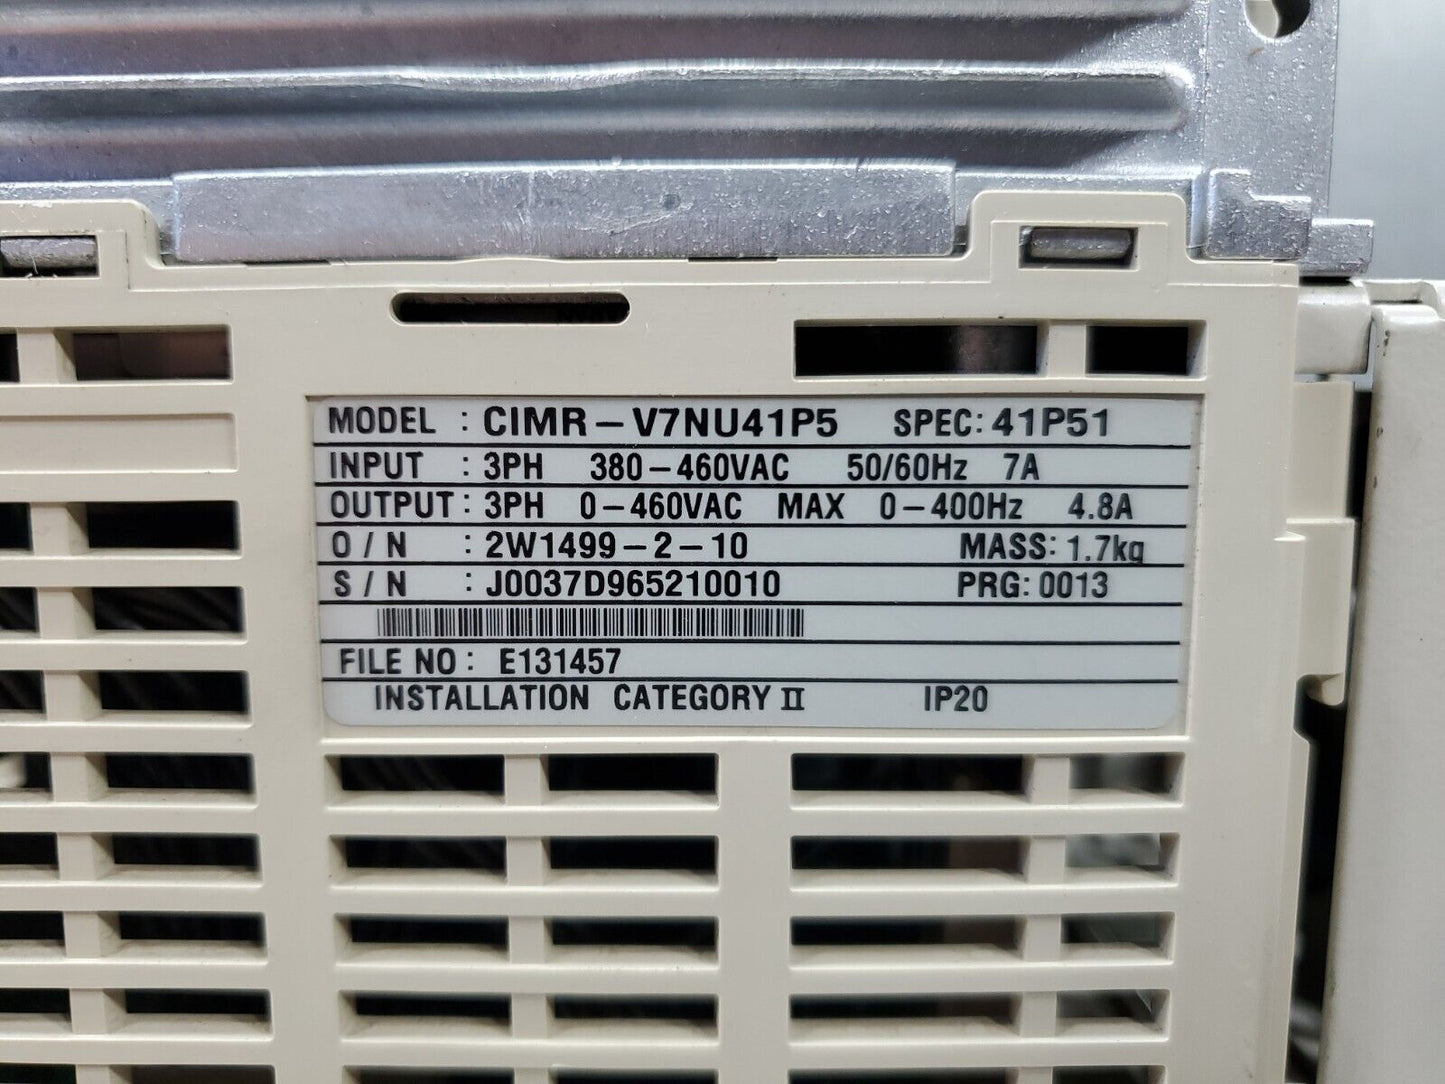 MODEL : CIMR-V7NU41P5 SPEC: 41P51
INPUT : 3PH 380-460VAC 50/60Hz 7A
OUTPUT: 3PH 0-460VAC MAX 0-400Hz 4.8A
O / N : 2W1499-2-10 MASS: 1.7kg
S / N : J0037D965210010 PRG: 0013
FILE NO : E131457
INSTALLATION CATEGORY II IP20